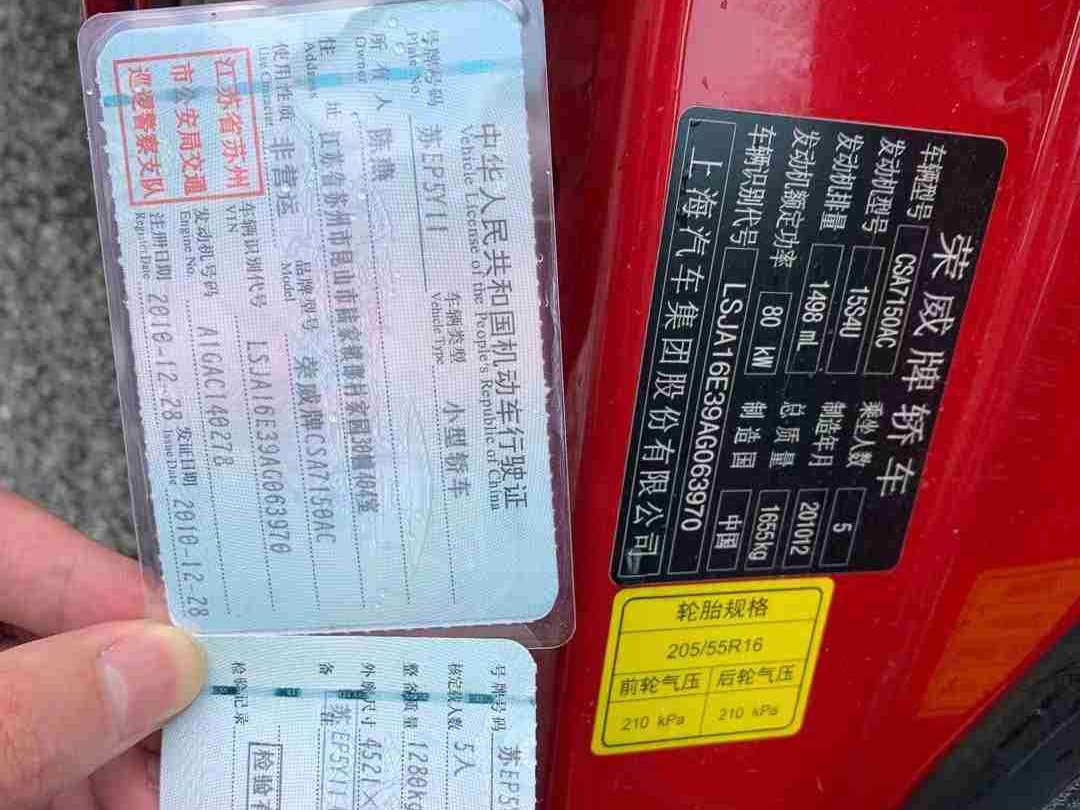 中华人民共和国机动车行驶证
Vehicle License of the People's Republic of China
号牌号码 苏EP5Y11 车辆类型 小型轿车
Plate No. Vehicle Type
所有人 陈燕
Owner
住址 江苏省苏州市昆山市陆家镇
Address
使用性质 非营运 品牌型号 荣威牌CSA7150AC
Use Character Model
江苏省苏州
市公安局交通
巡逻警察支队
车辆识别代号 LSJA16E39AG063970
VIN
发动机号码 A1GAC140278
Engine No.
注册日期 2010-12-28 发证日期 2010-12-28
Register Date Issue Date
号牌号码 苏EP5
核定载人数 5人
整备质量 1280kg
外廓尺寸 4521×
备 苏EP5Y11
检验记录
检验
荣威牌轿车
车辆型号 CSA7150AC 乘坐人数 5
发动机型号 15S4U 制造年月 201012
发动机排量 1498 mL 总质量 1655kg
发动机额定功率 80 kW 制造国 中国
车辆识别代号 LSJA16E39AG063970
上海汽车集团股份有限公司
轮胎规格
205/55R16
前轮气压 后轮气压
210 kPa 210 kPa